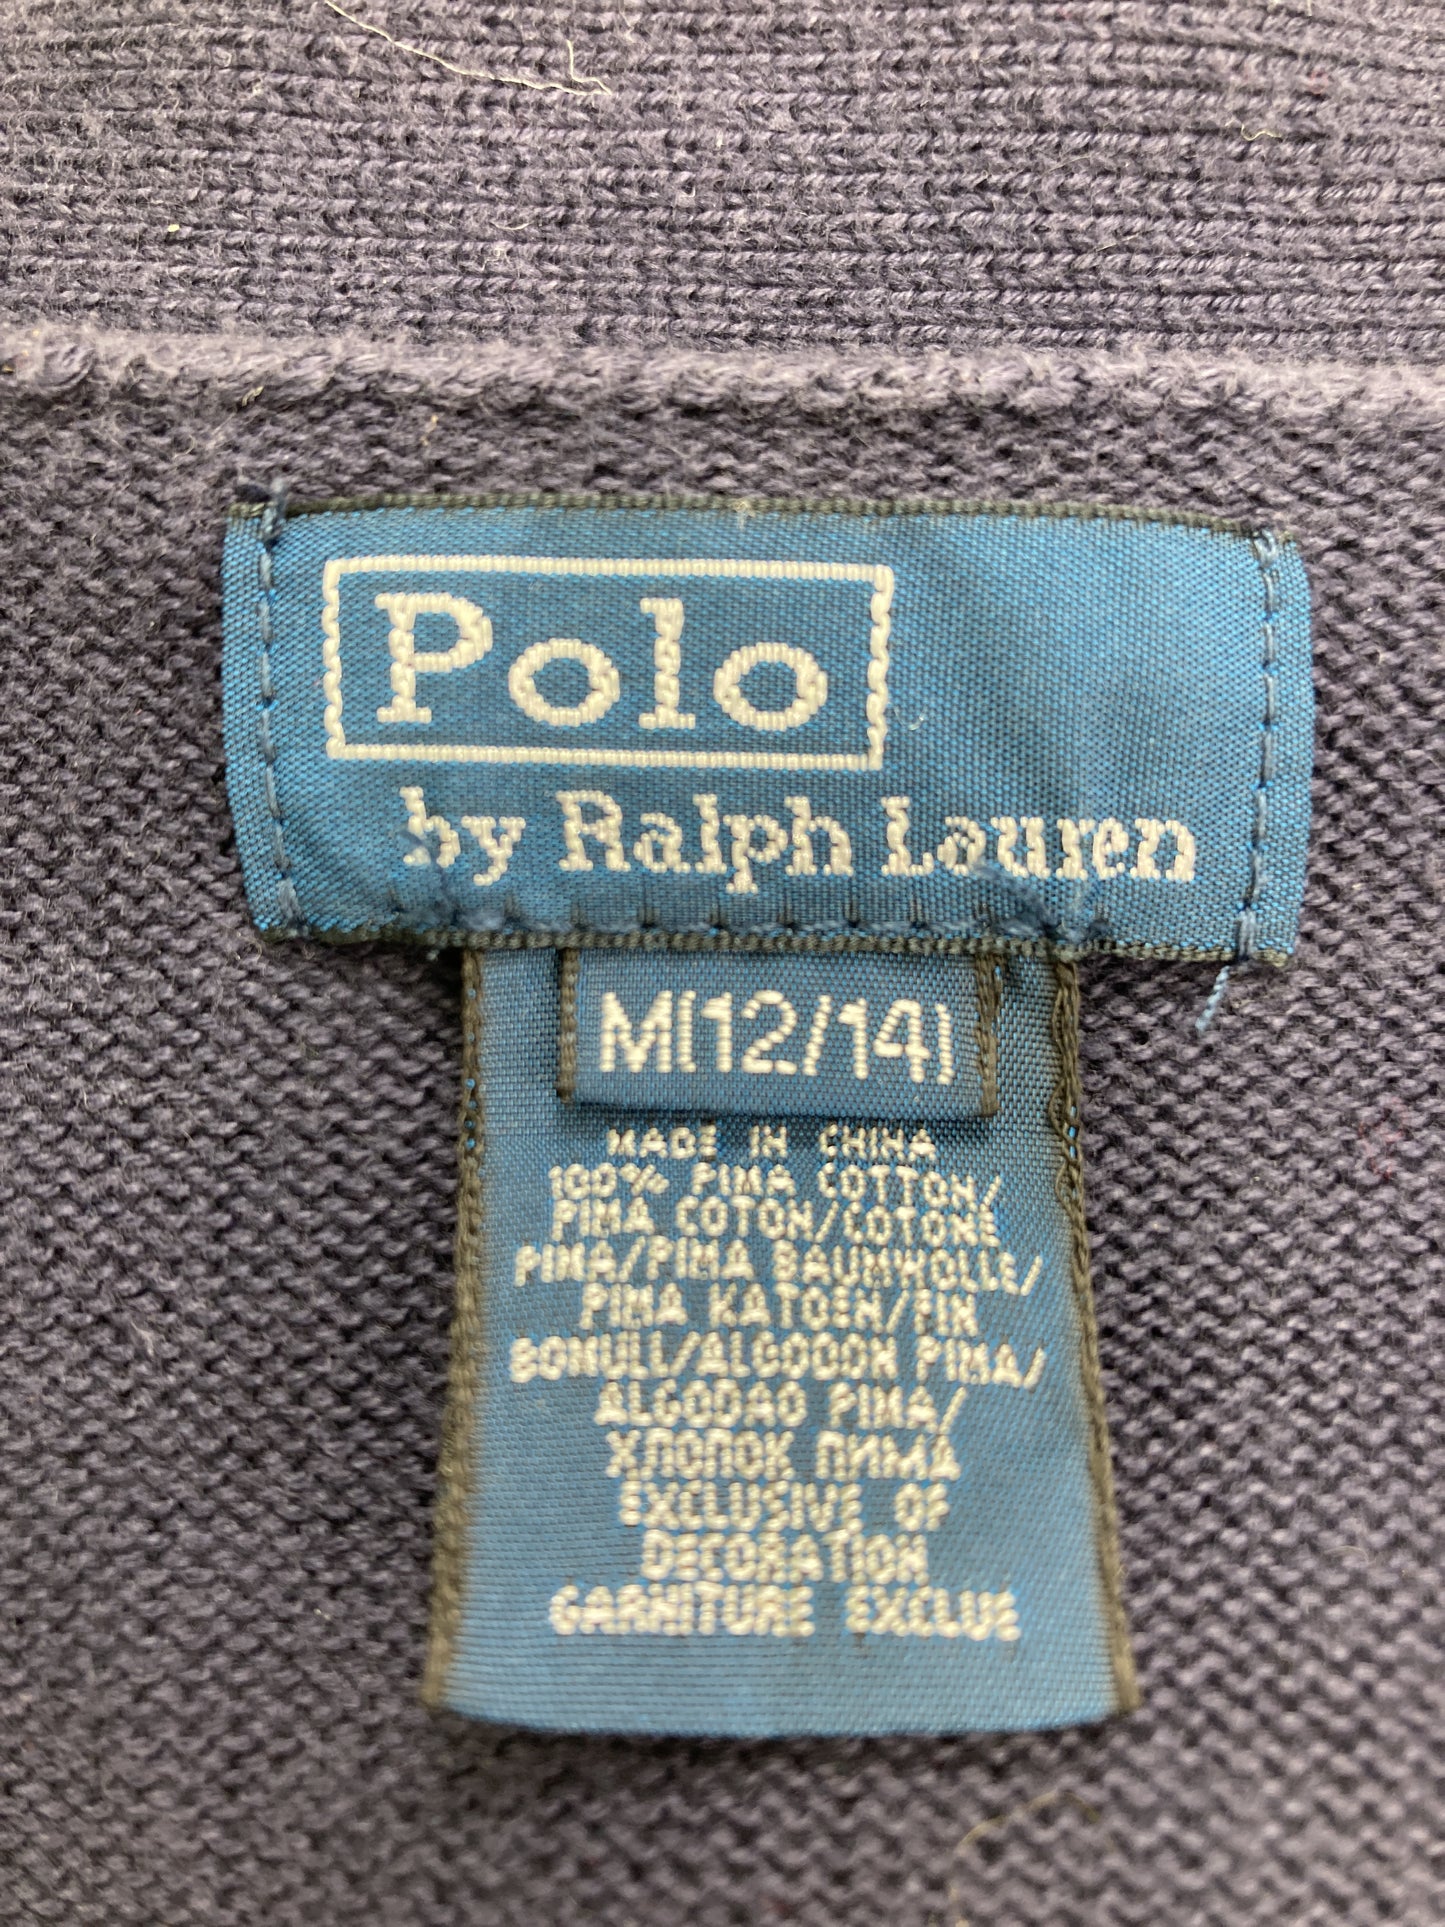 Polo
by Ralph Lauren
M(12/14)
MADE IN CHINA
100% PIMA COTTON/
PIMA COTON/COTONE
PIMA/PIMA BAUMWOLLE/
PIMA KATOEN/FIN
BOMULL/ALGODON PIMA/
ALGODAO PIMA/
ХЛОПОК ПИМА
EXCLUSIVE OF
DECORATION
GARNITURE EXCLUE